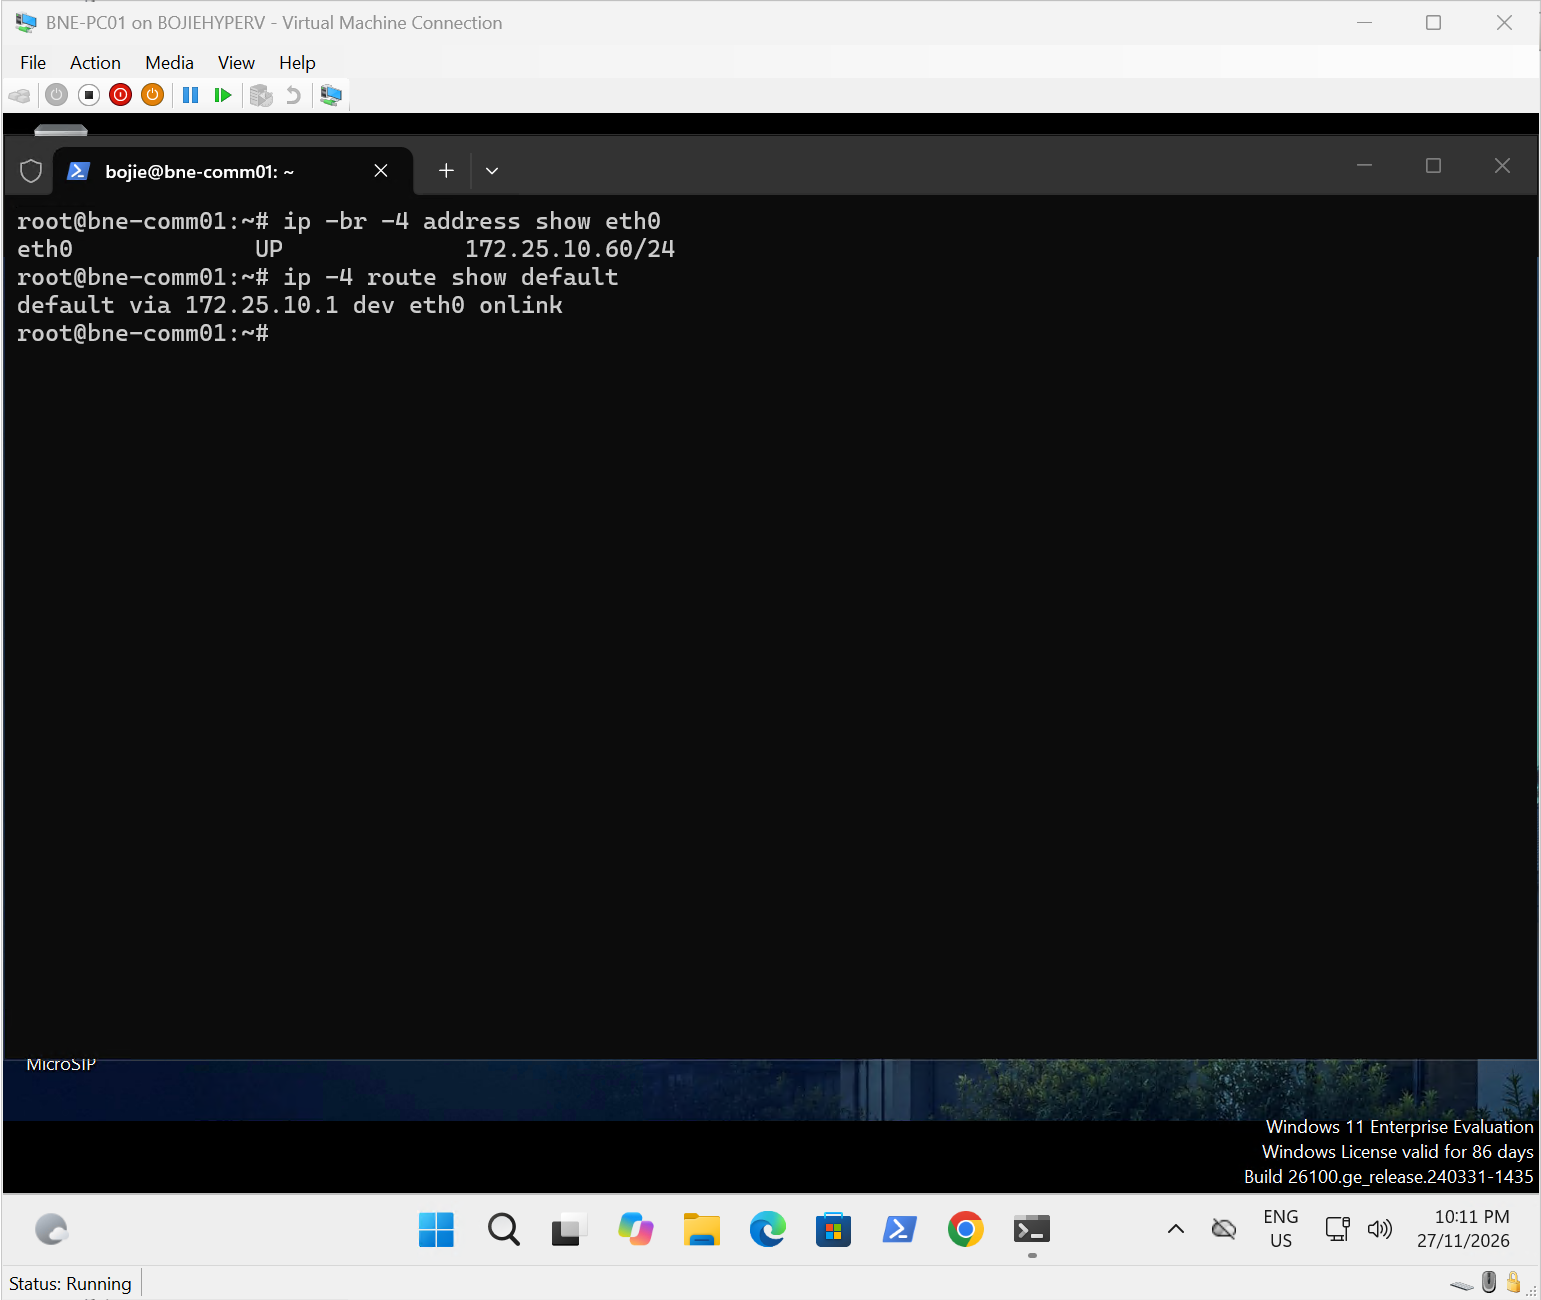 BNE-PC01 on BOJIEHYPERV - Virtual Machine Connection
File Action Media View Help
bojie@bne-comm01: ~
root@bne-comm01:~# ip -br -4 address show eth0
eth0 UP 172.25.10.60/24
root@bne-comm01:~# ip -4 route show default
default via 172.25.10.1 dev eth0 onlink
root@bne-comm01:~#
MicroSIP
Windows 11 Enterprise Evaluation
Windows License valid for 86 days
Build 26100.ge_release.240331-1435
ENG
US
10:11 PM
27/11/2026
Status: Running